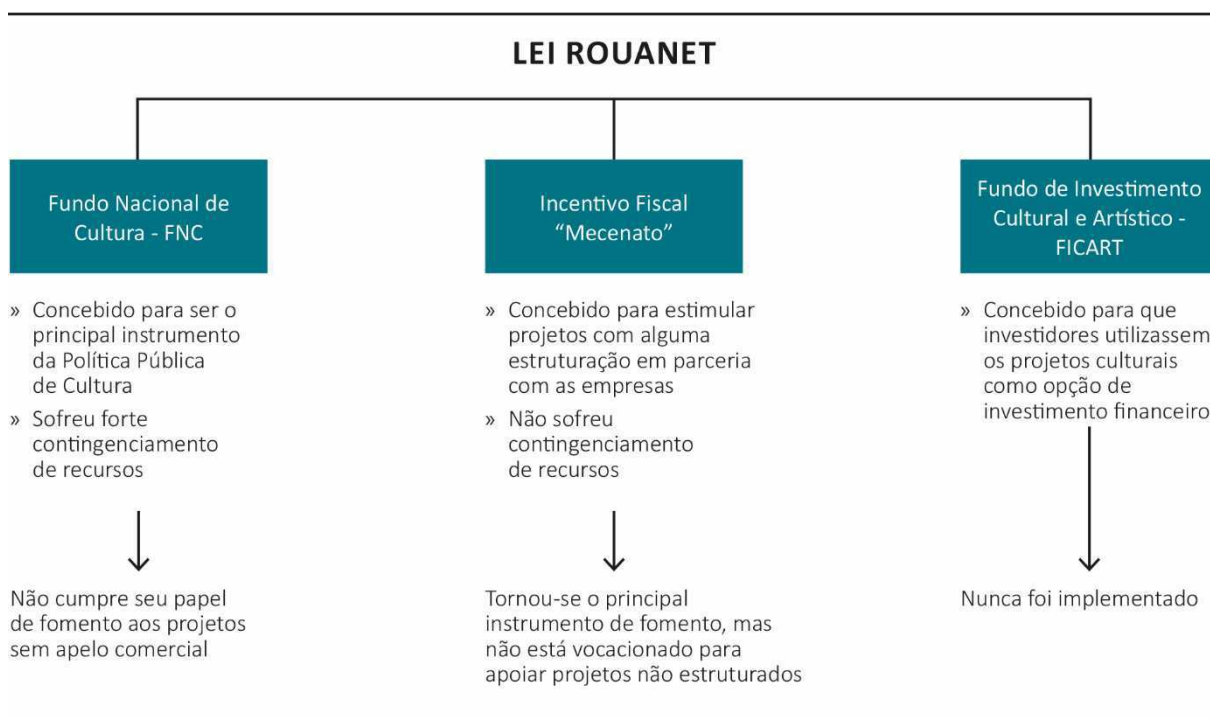 LEI ROUANET
Fundo Nacional de
Cultura - FNC
» Concebido para ser o
principal instrumento
da Política Pública
de Cultura
» Sofreu forte
contingenciamento
de recursos
Não cumpre seu papel
de fomento aos projetos
sem apelo comercial
Incentivo Fiscal
“Mecenato”
» Concebido para estimular
projetos com alguma
estruturação em parceria
com as empresas
» Não sofreu
contingenciamento
de recursos
Tornou-se o principal
instrumento de fomento, mas
não está vocacionado para
apoiar projetos não estruturados
Fundo de Investimento
Cultural e Artístico -
FICART
» Concebido para que
investidores utilizassem
os projetos culturais
como opção de
investimento financeiro
Nunca foi implementado